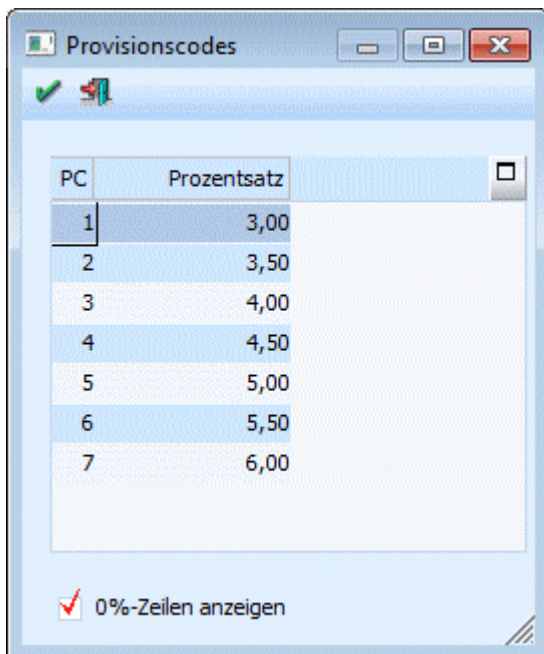 Provisionscodes
PC Prozentsatz
1 3,00
2 3,50
3 4,00
4 4,50
5 5,00
6 5,50
7 6,00
0%-Zeilen anzeigen